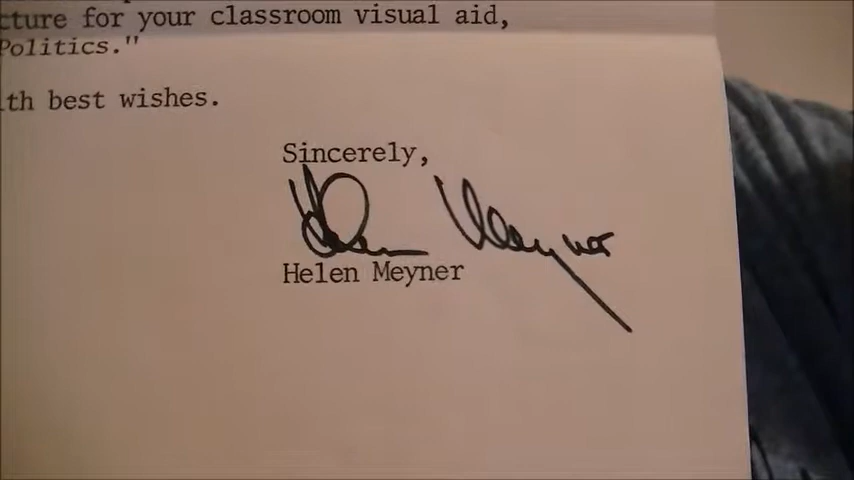 cture for your classroom visual aid,
Politics."
th best wishes.
Sincerely,
Helen Meyner
Helen Meyner